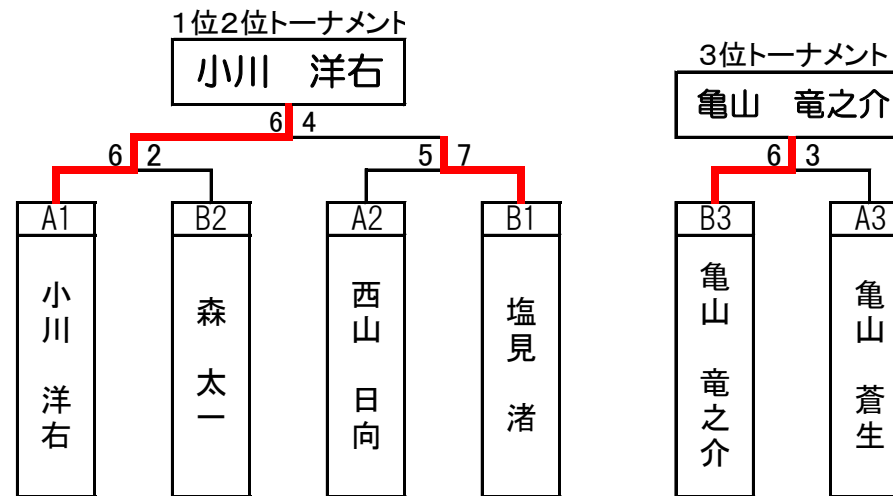 1位2位トーナメント
小川 洋右
6 4
6 2
5 7
A1
小川 洋右
B2
森 太一
A2
西山 日向
B1
塩見 渚
3位トーナメント
亀山 竜之介
6 3
B3
亀山 竜之介
A3
亀山 蒼生